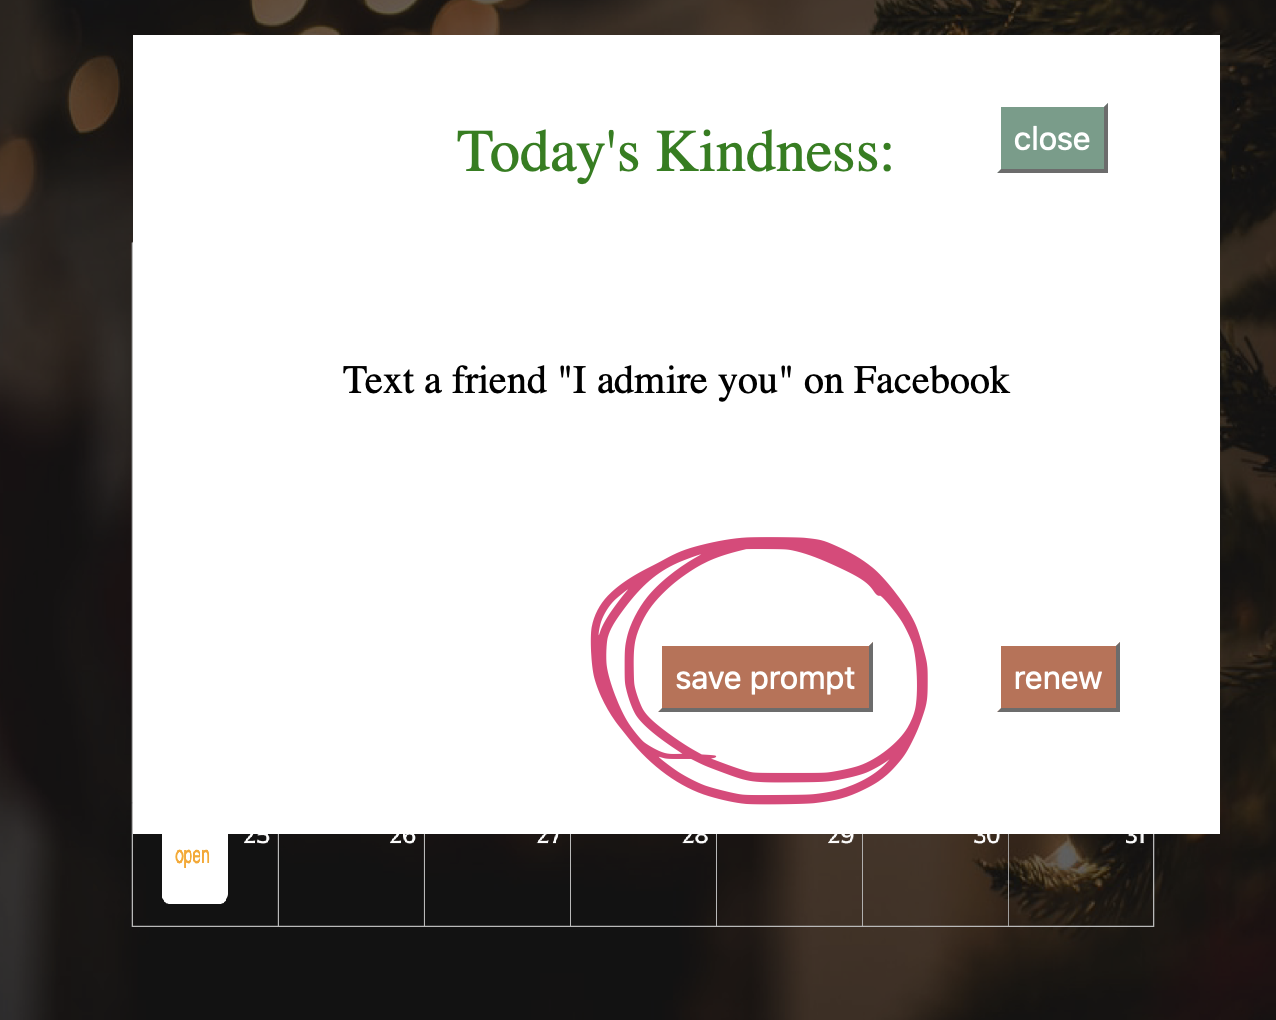 Today's Kindness:
close
Text a friend "I admire you" on Facebook
save prompt
renew
25 26 27 28 29 30 31
open